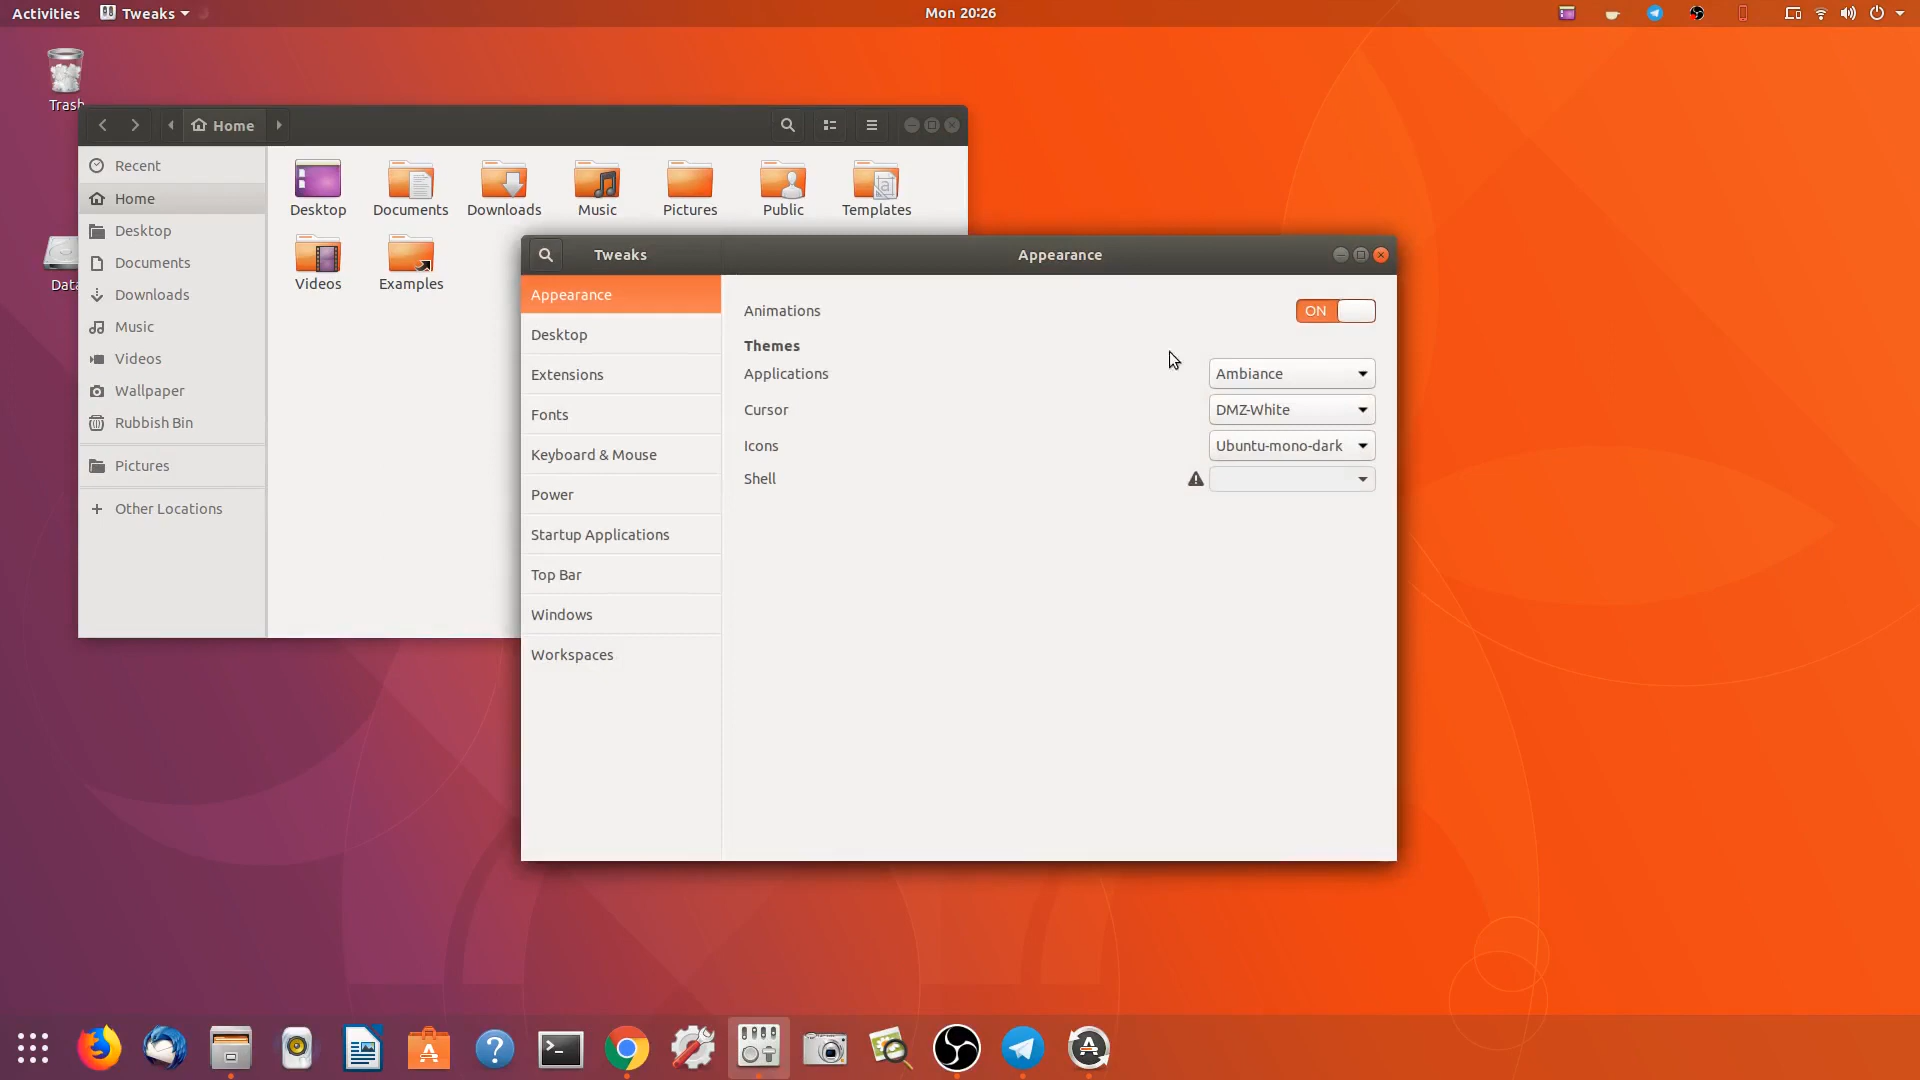 Activities Tweaks Mon 20:26
Trash
Data
Home
Recent
Home
Desktop
Documents
Downloads
Music
Videos
Wallpaper
Rubbish Bin
Pictures
Other Locations
Desktop Documents Downloads Music Pictures Public Templates
Videos Examples
Tweaks Appearance
Appearance
Desktop
Extensions
Fonts
Keyboard & Mouse
Power
Startup Applications
Top Bar
Windows
Workspaces
Animations ON
Themes
Applications Ambiance
Cursor DMZ-White
Icons Ubuntu-mono-dark
Shell